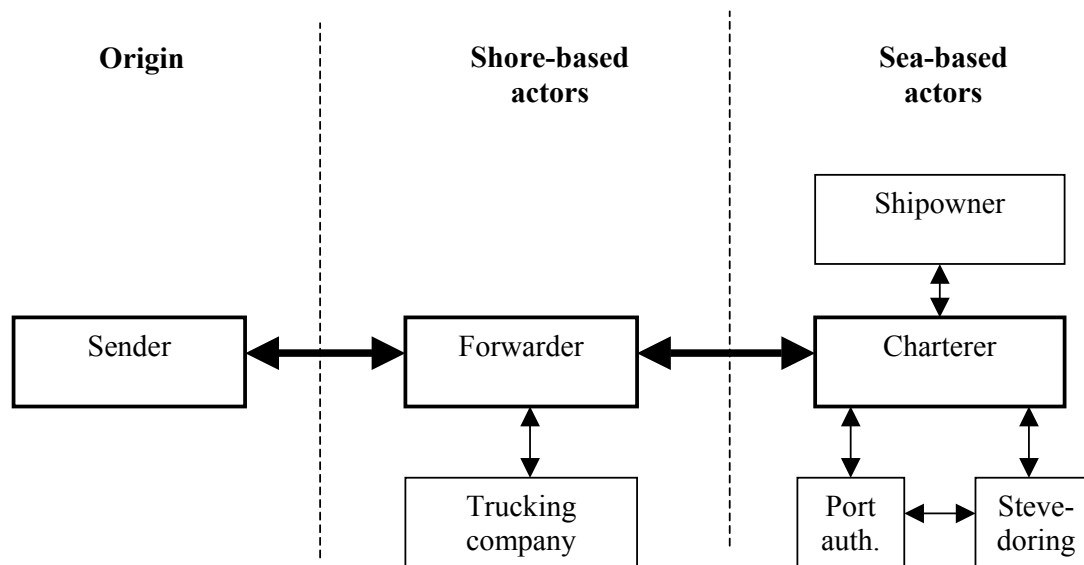 Origin
Shore-based
actors
Sea-based
actors
Shipowner
Sender
Forwarder
Charterer
Trucking
company
Port
auth.
Steve-
doring